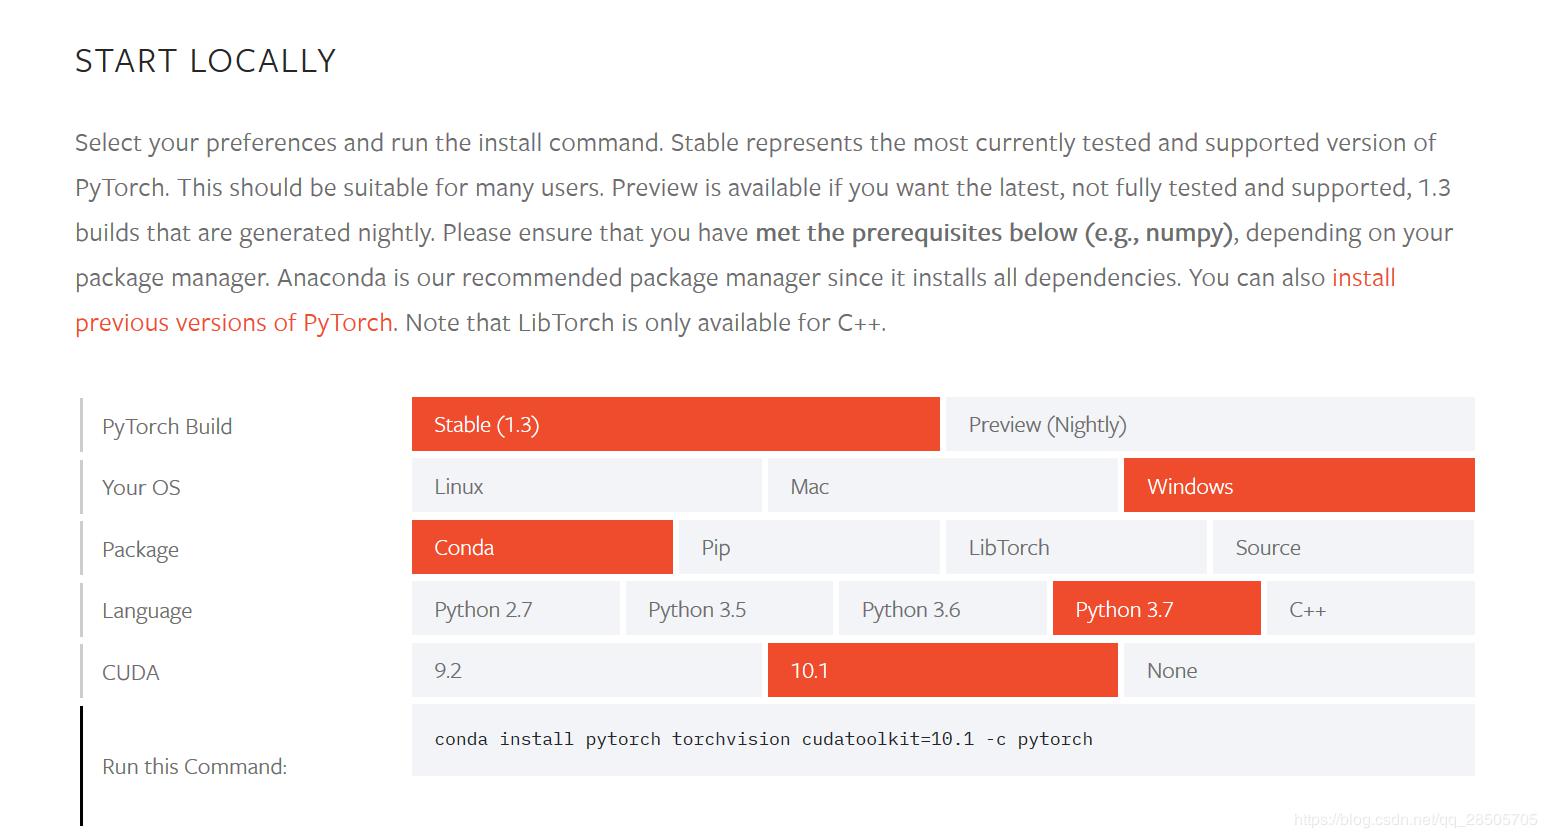 START LOCALLY
Select your preferences and run the install command. Stable represents the most currently tested and supported version of
PyTorch. This should be suitable for many users. Preview is available if you want the latest, not fully tested and supported, 1.3
builds that are generated nightly. Please ensure that you have met the prerequisites below (e.g., numpy), depending on your
package manager. Anaconda is our recommended package manager since it installs all dependencies. You can also install
previous versions of PyTorch. Note that LibTorch is only available for C++.
PyTorch Build Stable (1.3) Preview (Nightly)
Your OS Linux Mac Windows
Package Conda Pip LibTorch Source
Language Python 2.7 Python 3.5 Python 3.6 Python 3.7 C++
CUDA 9.2 10.1 None
conda install pytorch torchvision cudatoolkit=10.1 -c pytorch
Run this Command:
https://blog.csdn.net/qq_28505705